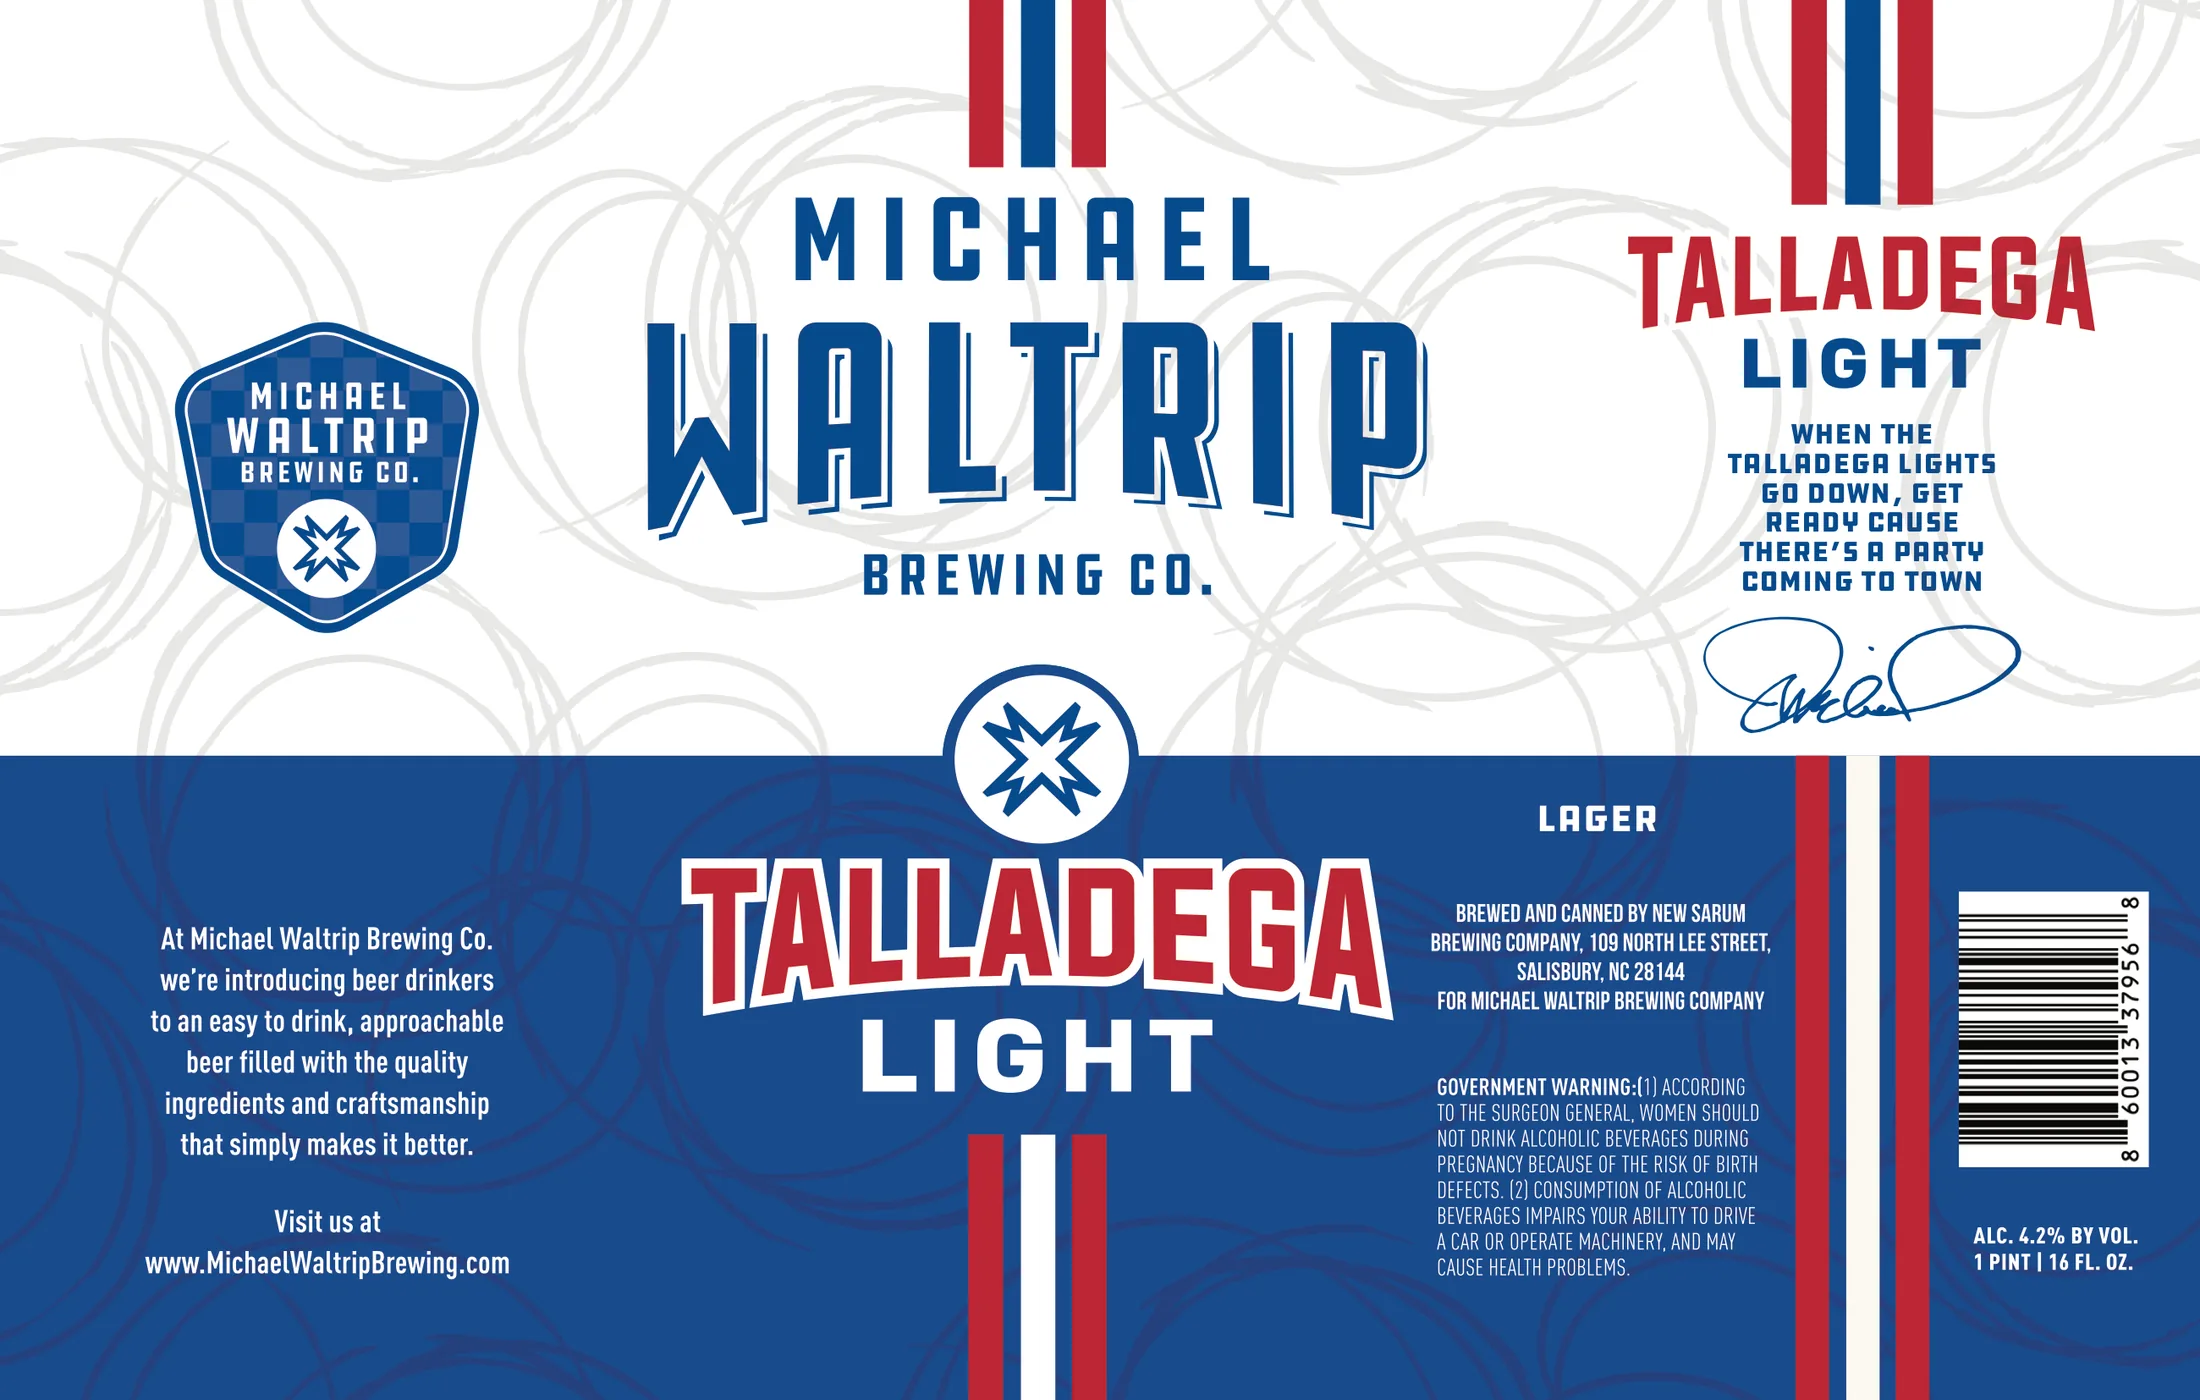 MICHAEL
WALTRIP
BREWING CO.
MICHAEL
WALTRIP
BREWING CO.
TALLADEGA
LIGHT
WHEN THE
TALLADEGA LIGHTS
GO DOWN, GET
READY CAUSE
THERE'S A PARTY
COMING TO TOWN
At Michael Waltrip Brewing Co.
we're introducing beer drinkers
to an easy to drink, approachable
beer filled with the quality
ingredients and craftsmanship
that simply makes it better.
Visit us at
www.MichaelWaltripBrewing.com
TALLADEGA
LIGHT
LAGER
BREWED AND CANNED BY NEW SARUM
BREWING COMPANY, 109 NORTH LEE STREET,
SALISBURY, NC 28144
FOR MICHAEL WALTRIP BREWING COMPANY
GOVERNMENT WARNING:(1) ACCORDING
TO THE SURGEON GENERAL, WOMEN SHOULD
NOT DRINK ALCOHOLIC BEVERAGES DURING
PREGNANCY BECAUSE OF THE RISK OF BIRTH
DEFECTS. (2) CONSUMPTION OF ALCOHOLIC
BEVERAGES IMPAIRS YOUR ABILITY TO DRIVE
A CAR OR OPERATE MACHINERY, AND MAY
CAUSE HEALTH PROBLEMS.
8 60013 37956 8
ALC. 4.2% BY VOL.
1 PINT | 16 FL. OZ.